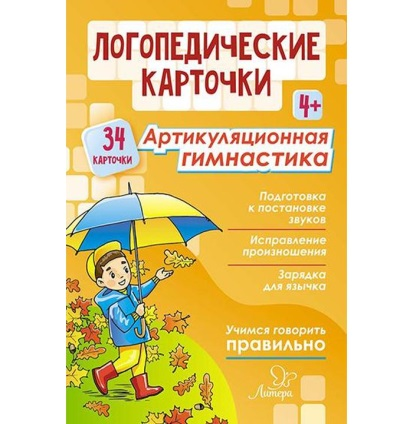 ЛОГОПЕДИЧЕСКИЕ
КАРТОЧКИ
4+
34
КАРТОЧКИ
Артикуляционная
гимнастика
Подготовка
к постановке
звуков
Исправление
произношения
Зарядка
для язычка
Учимся говорить
правильно
Литера